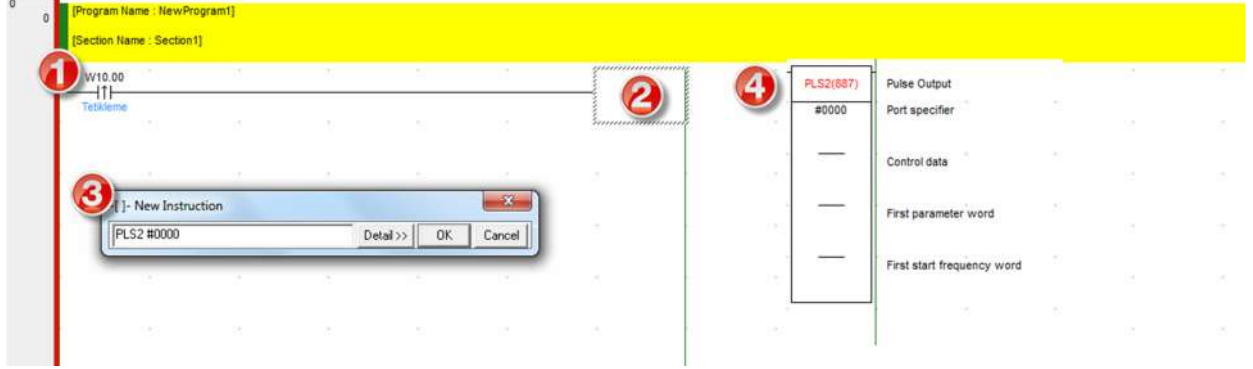 0
0
[Program Name : NewProgram1]
[Section Name : Section1]
1
W10.00
Tetikleme
2
3
[ ]- New Instruction
PLS2 #0000
Detail >>
OK
Cancel
4
PLS2(887)
Pulse Output
#0000
Port specifier
Control data
First parameter word
First start frequency word